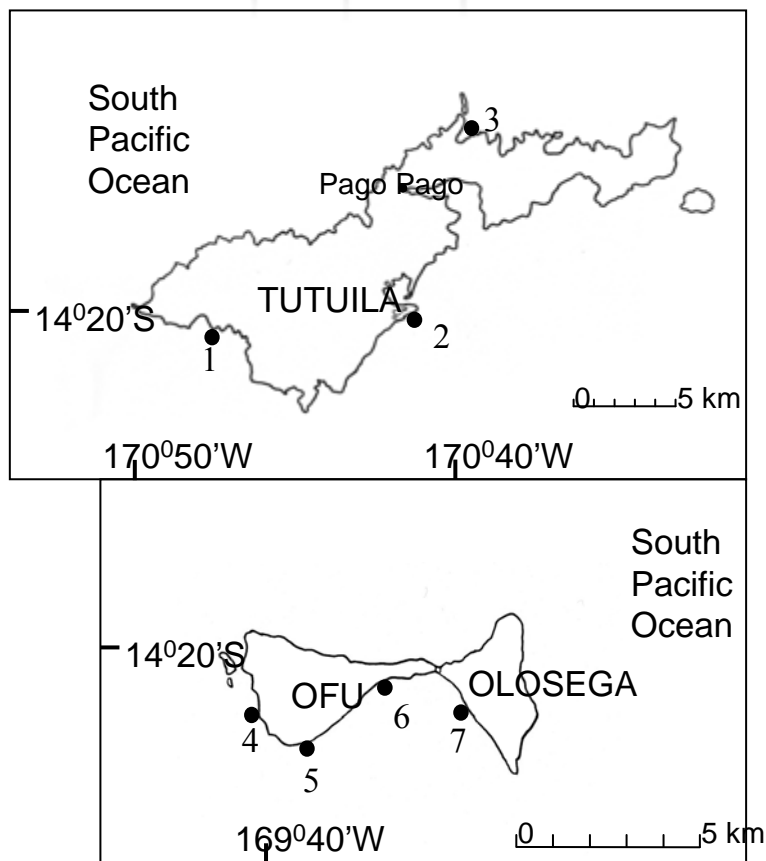 South
Pacific
Ocean
3
Pago Pago
TUTUILA
14⁰20’S
2
1
0 5 km
170⁰50’W 170⁰40’W
South
Pacific
Ocean
14⁰20’S
OFU OLOSEGA
6
4 7
5
169⁰40’W
0 5 km